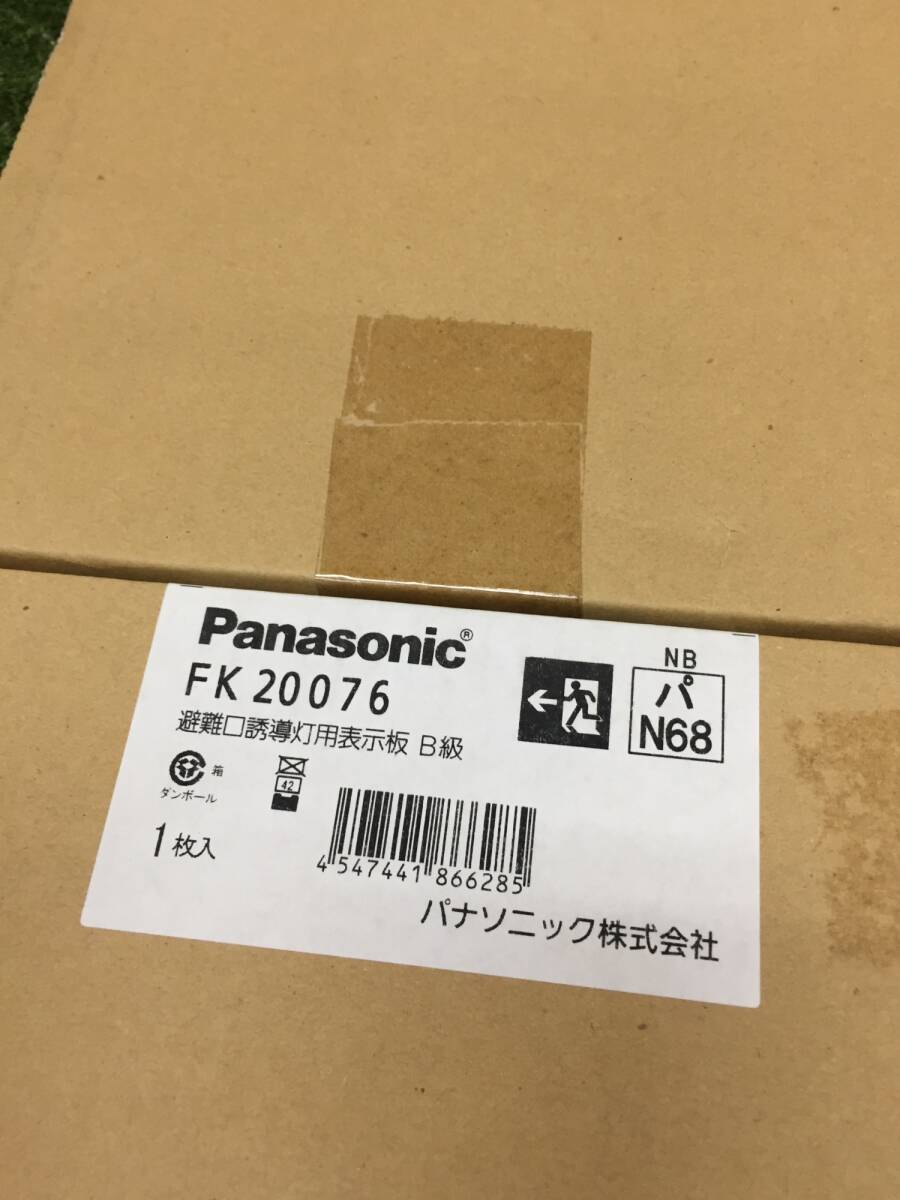 Panasonic®
FK20076
避難口誘導灯用表示板 B級
NB
パ
N68
箱
ダンボール
42
1枚入
4 547441 866285
パナソニック株式会社